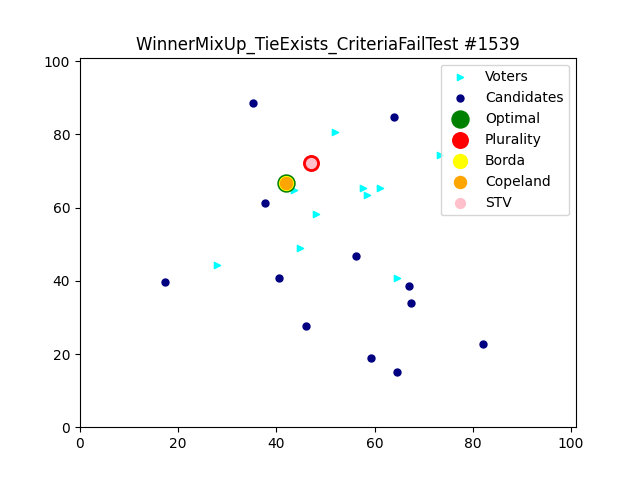 WinnerMixUp_TieExists_CriteriaFailTest #1539
100
80
60
40
20
0
0
20
40
60
80
100
Voters
Candidates
Optimal
Plurality
Borda
Copeland
STV